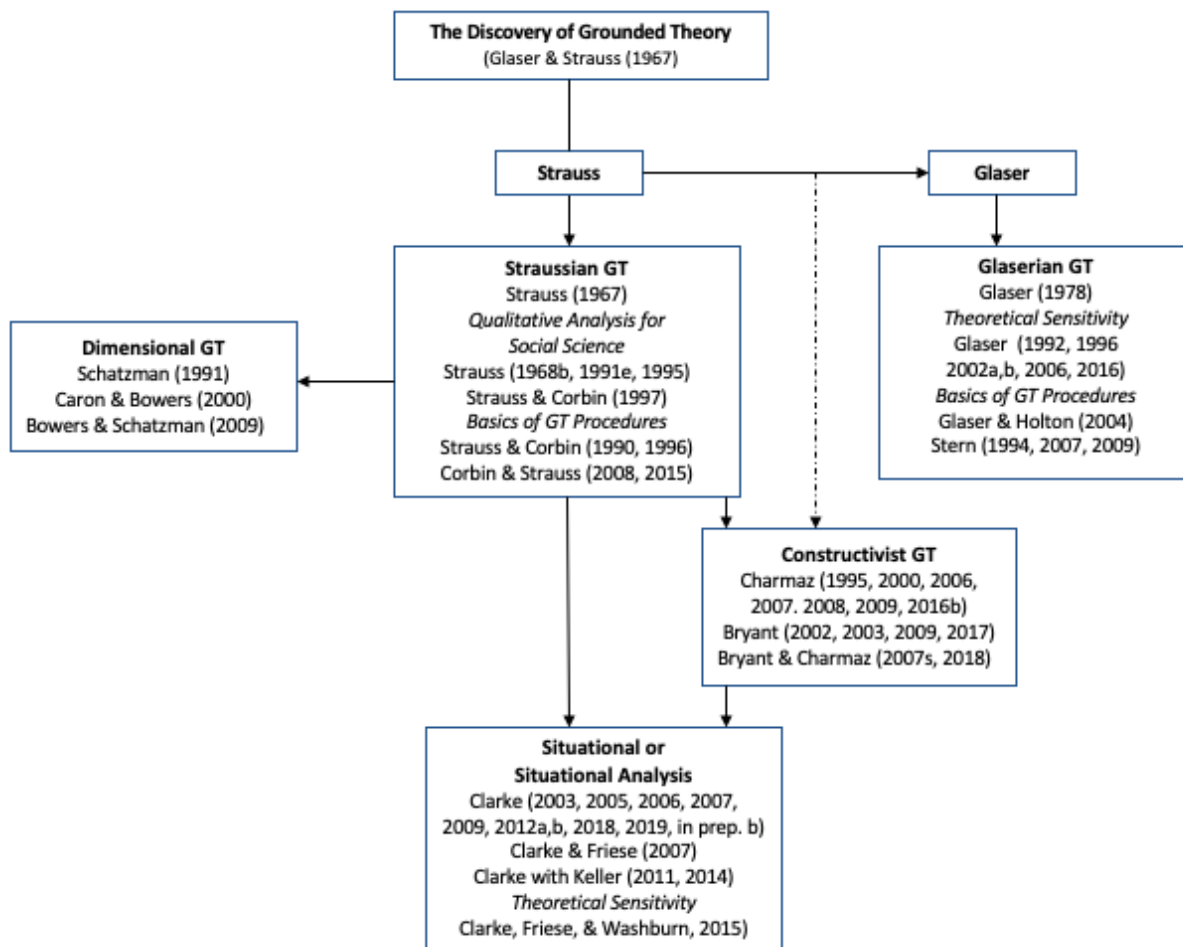 The Discovery of Grounded Theory
(Glaser & Strauss (1967)
Strauss
Glaser
Straussian GT
Strauss (1967)
Qualitative Analysis for
Social Science
Strauss (1968b, 1991e, 1995)
Strauss & Corbin (1997)
Basics of GT Procedures
Strauss & Corbin (1990, 1996)
Corbin & Strauss (2008, 2015)
Glaserian GT
Glaser (1978)
Theoretical Sensitivity
Glaser (1992, 1996
2002a,b, 2006, 2016)
Basics of GT Procedures
Glaser & Holton (2004)
Stern (1994, 2007, 2009)
Dimensional GT
Schatzman (1991)
Caron & Bowers (2000)
Bowers & Schatzman (2009)
Constructivist GT
Charmaz (1995, 2000, 2006,
2007. 2008, 2009, 2016b)
Bryant (2002, 2003, 2009, 2017)
Bryant & Charmaz (2007s, 2018)
Situational or
Situational Analysis
Clarke (2003, 2005, 2006, 2007,
2009, 2012a,b, 2018, 2019, in prep. b)
Clarke & Friese (2007)
Clarke with Keller (2011, 2014)
Theoretical Sensitivity
Clarke, Friese, & Washburn, 2015)